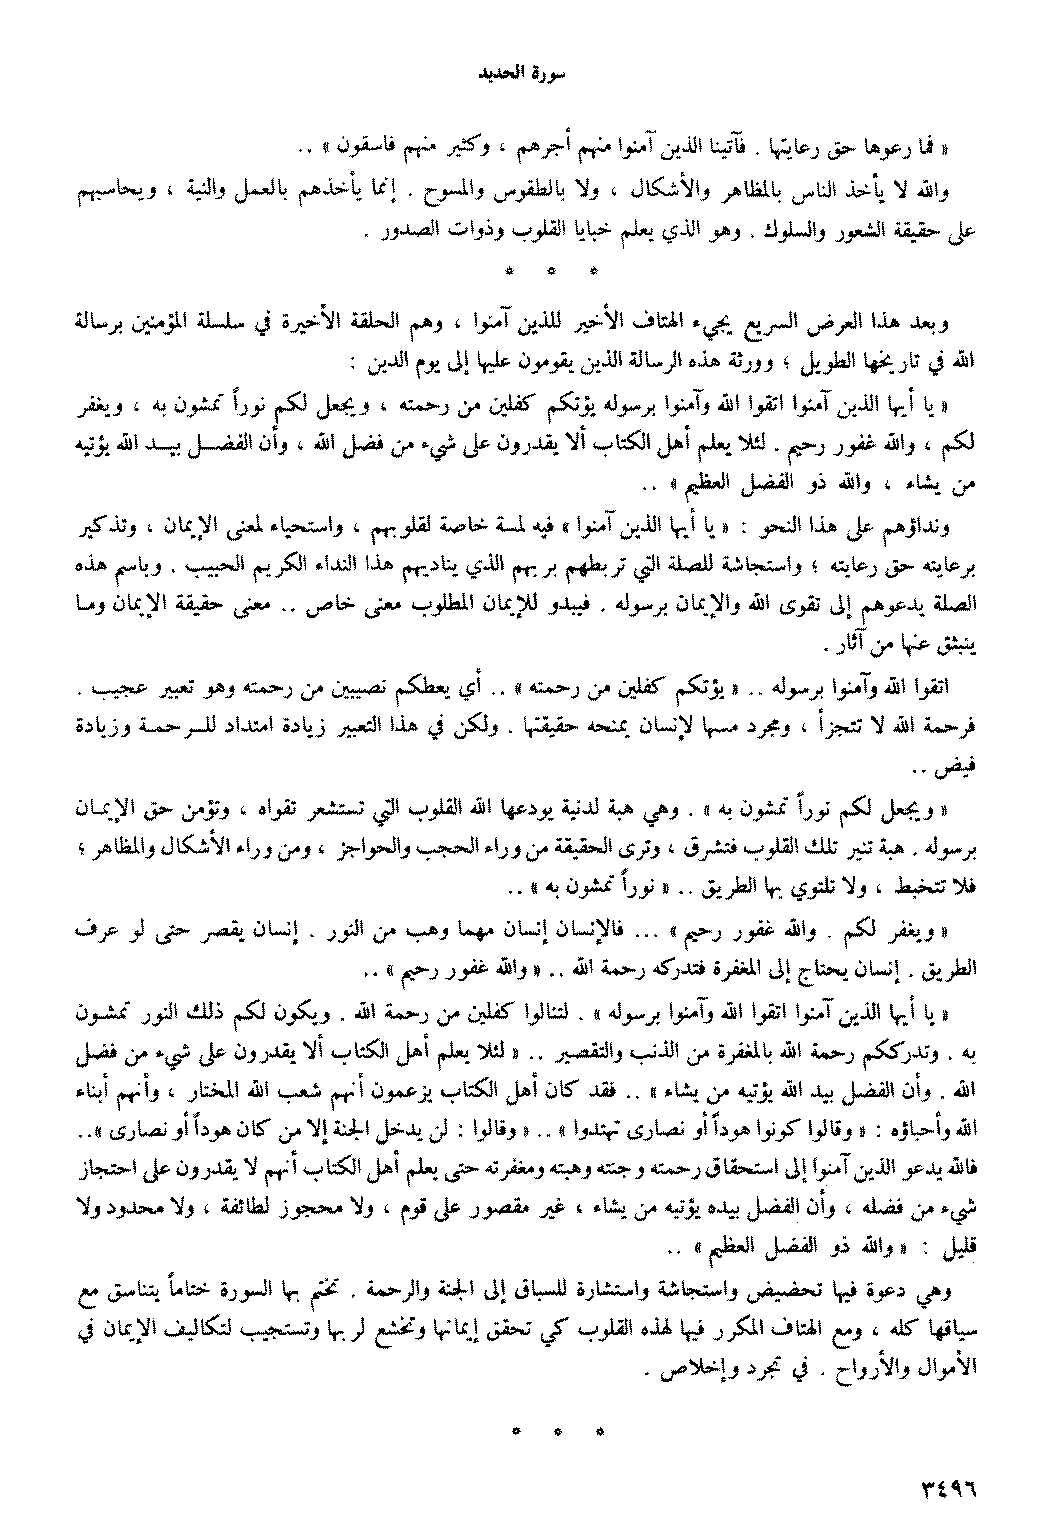 سورة الحديد
« فما رعوها حق رعايتها . فآتينا الذين آمنوا منهم أجرهم ، وكثير منهم فاسقون » ..
والله لا يأخذ الناس بالمظاهر والأشكال ، ولا بالطقوس والمسوح . إنما يأخذهم بالعمل والنية ، ويحاسبهم
على حقيقة الشعور والسلوك . وهو الذي يعلم خبايا القلوب وذوات الصدور .
* * *
وبعد هذا العرض السريع يجيء الهتاف الأخير للذين آمنوا ، وهم الحلقة الأخيرة في سلسلة المؤمنين برسالة
الله في تاريخها الطويل ؛ وورثة هذه الرسالة الذين يقومون عليها إلى يوم الدين :
« يا أيها الذين آمنوا اتقوا الله وآمنوا برسوله يؤتكم كفلين من رحمته ، ويجعل لكم نوراً تمشون به ، ويغفر
لكم ، والله غفور رحيم . لئلا يعلم أهل الكتاب ألا يقدرون على شيء من فضل الله ، وأن الفضــل بيــد الله يؤتيه
من يشاء ، والله ذو الفضل العظيم » ..
ونداؤهم على هذا النحو : « يا أيها الذين آمنوا » فيه لمسة خاصة لقلوبهم ، واستحياء لمعنى الإيمان ، وتذكير
برعايته حق رعايته ؛ واستجاشة للصلة التي تربطهم بربهم الذي يناديهم هذا النداء الكريم الحبيب . وباسم هذه
الصلة يدعوهم إلى تقوى الله والإيمان برسوله . فيبدو للإيمان المطلوب معنى خاص .. معنى حقيقة الإيمان ومـا
ينبثق عنها من آثار .
اتقوا الله وآمنوا برسوله .. « يؤتكم كفلين من رحمته » .. أي يعطكم نصيبين من رحمته وهو تعبير عجيب .
فرحمة الله لا تتجزأ ، ومجرد مسها لإنسان يمنحه حقيقتها . ولكن في هذا التعبير زيادة امتداد للـرحمـة وزيادة
فيض ..
« ويجعل لكم نوراً تمشون به » . وهي هبة لدنية يودعها الله القلوب التي تستشعر تقواه ، وتؤمن حق الإيمـان
برسوله . هبة تنير تلك القلوب فتشرق ، وترى الحقيقة من وراء الحجب والحواجز ، ومن وراء الأشكال والمظاهر ؛
فلا تتخبط ، ولا تلتوي بها الطريق .. « نوراً تمشون به » ..
« ويغفر لكم . والله غفور رحيم » ... فالإنسان إنسان مهما وهب من النور . إنسان يقصر حتى لو عرف
الطريق . إنسان يحتاج إلى المغفرة فتدركه رحمة الله .. « والله غفور رحيم » ..
« يا أيها الذين آمنوا اتقوا الله وآمنوا برسوله » . لتنالوا كفلين من رحمة الله . ويكون لكم ذلك النور تمشـون
به . وتدرككم رحمة الله بالمغفرة من الذنب والتقصير .. « لئلا يعلم أهل الكتاب ألا يقدرون على شيء من فضل
الله . وأن الفضل بيد الله يؤتيه من يشاء » .. فقد كان أهل الكتاب يزعمون أنهم شعب الله المختار ، وأنهم أبناء
الله وأحباؤه : « وقالوا كونوا هوداً أو نصارى تهتدوا » .. « وقالوا : لن يدخل الجنة إلا من كان هوداً أو نصارى » ..
فالله يدعو الذين آمنوا إلى استحقاق رحمته وجنته وهبته ومغفرته حتى يعلم أهل الكتاب أنهم لا يقدرون على احتجاز
شيء من فضله ، وأن الفضل بيده يؤتيه من يشاء ، غير مقصور على قوم ، ولا محجوز لطائفة ، ولا محدود ولا
قليل : « والله ذو الفضل العظيم » ..
وهي دعوة فيها تحضيض واستجاشة واستشارة للسباق إلى الجنة والرحمة . تختم بها السورة ختاماً يتناسق مع
سياقها كله ، ومع الهتاف المكرر فيها لهذه القلوب كي تحقق إيمانها وتخشع لربها وتستجيب لتكاليف الإيمان في
الأموال والأرواح . في تجرد وإخلاص .
* * *
٣٤٩٦